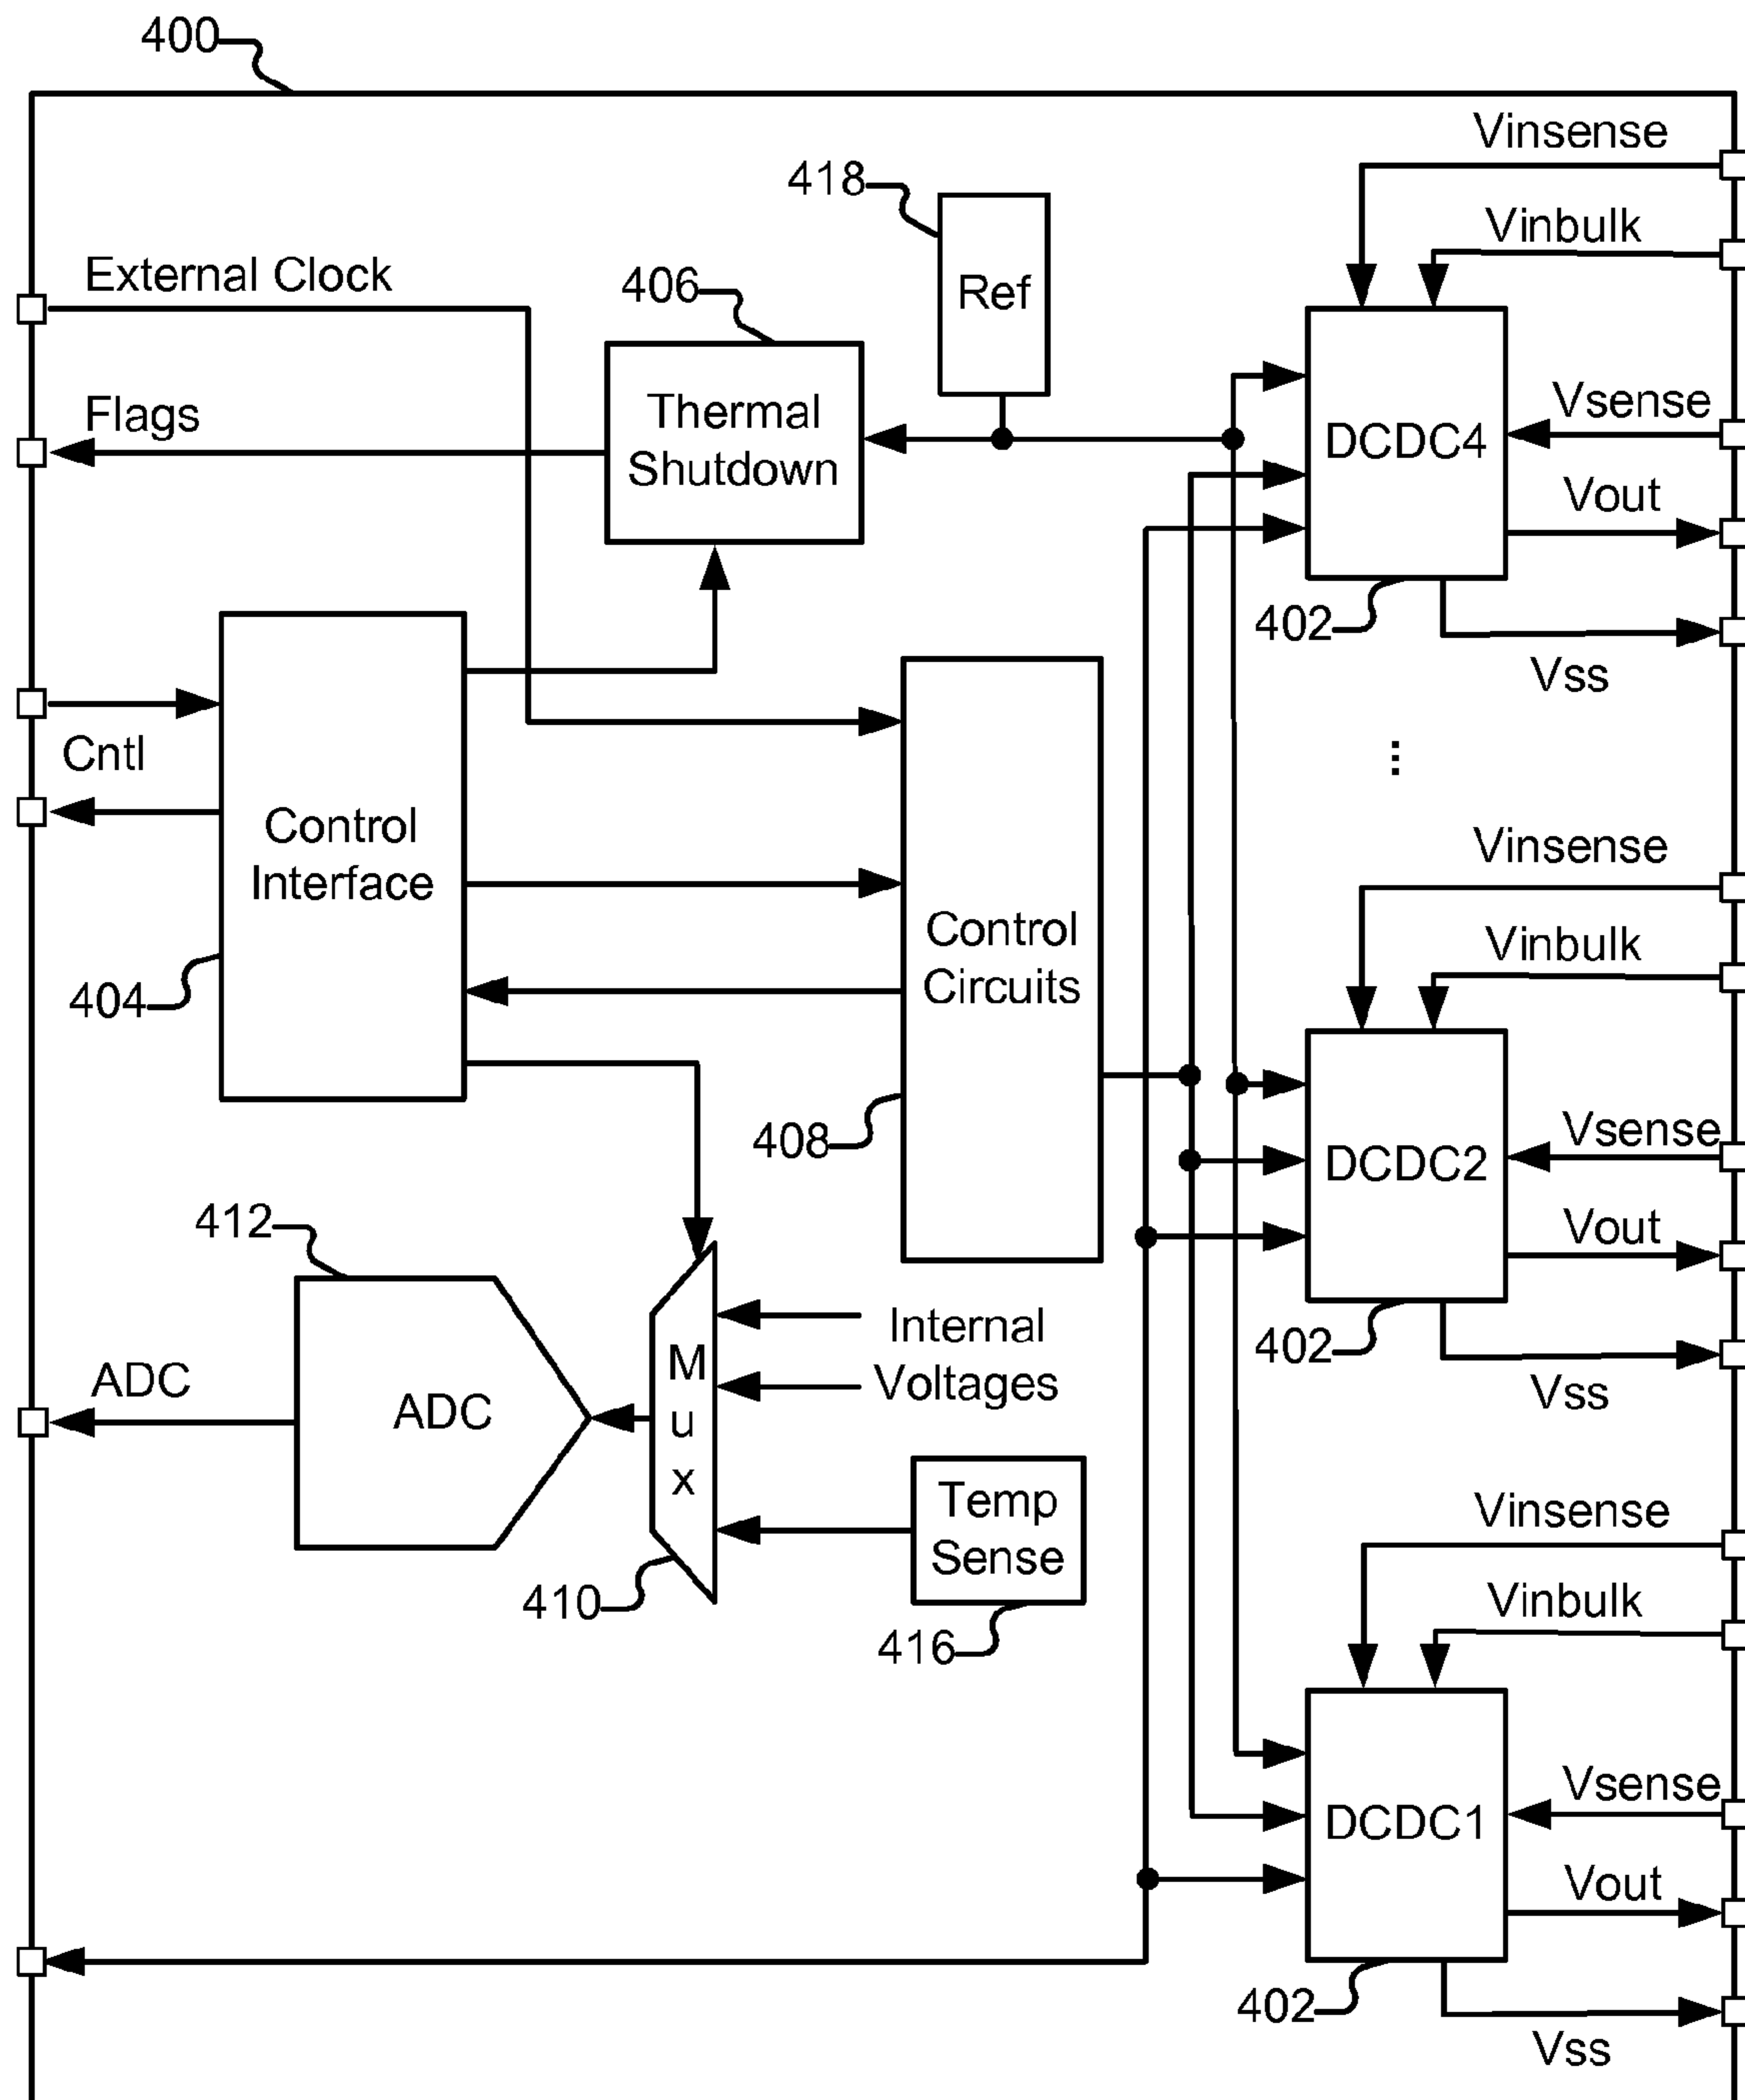 400
Vinsense
418
Vinbulk
External Clock
406
Ref
Flags
Thermal
Shutdown
DCDC4
Vsense
Vout
402
Vss
Cntl
...
Control
Interface
Vinsense
Control
Circuits
Vinbulk
404
408
DCDC2
Vsense
Vout
412
402
Internal
Voltages
Vss
ADC
ADC
M
u
x
Temp
Sense
Vinsense
410
416
Vinbulk
DCDC1
Vsense
Vout
402
Vss